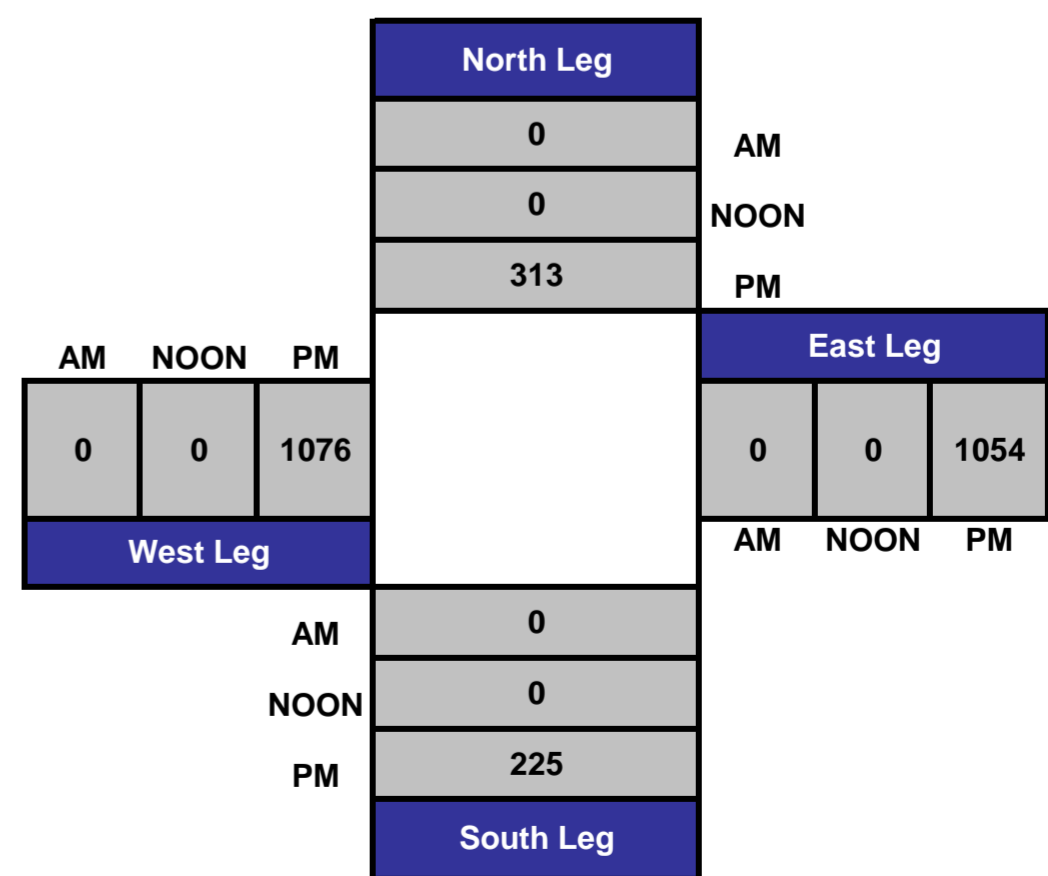 North Leg
0
AM
0
NOON
313
PM
East Leg
AM NOON PM
0 0 1076
0 0 1054
West Leg
AM NOON PM
AM
0
NOON
0
PM
225
South Leg